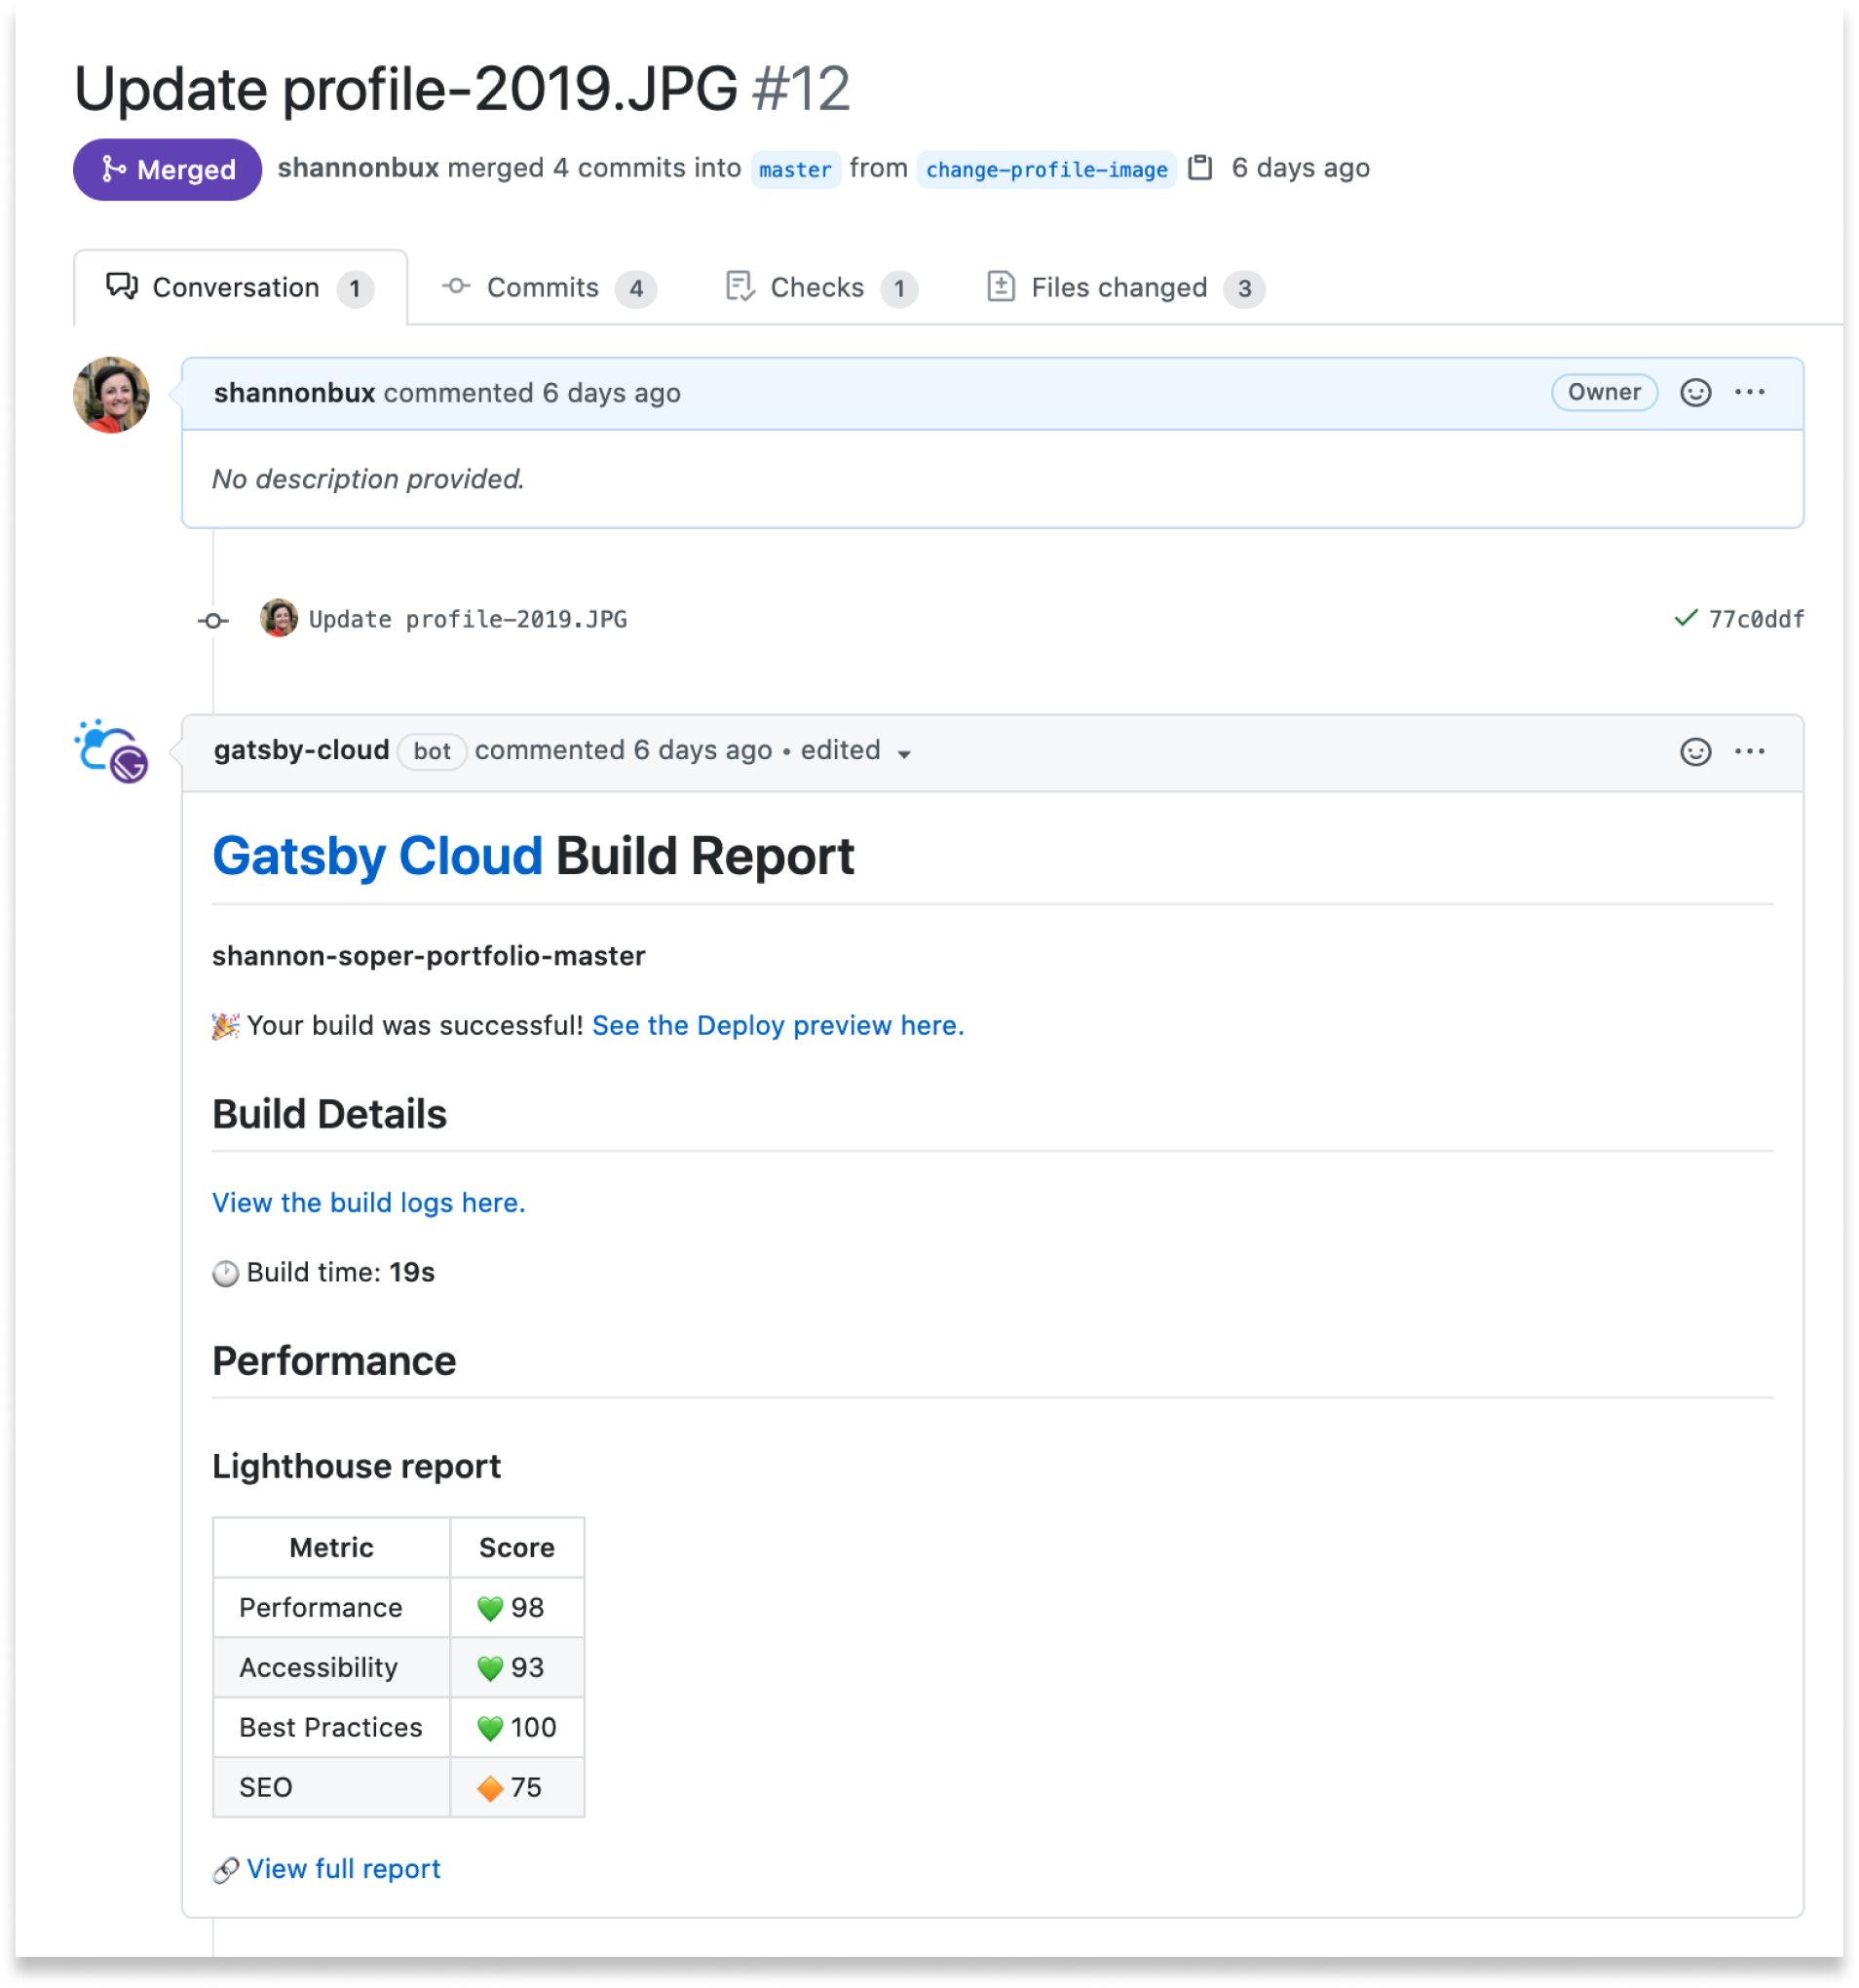 Update profile-2019.JPG #12
Merged shannonbux merged 4 commits into master from change-profile-image 6 days ago
Conversation 1 Commits 4 Checks 1 Files changed 3
shannonbux commented 6 days ago Owner
No description provided.
Update profile-2019.JPG 77c0ddf
gatsby-cloud bot commented 6 days ago • edited
Gatsby Cloud Build Report
shannon-soper-portfolio-master
🎉 Your build was successful! See the Deploy preview here.
Build Details
View the build logs here.
🕐 Build time: 19s
Performance
Lighthouse report
Metric Score
Performance 💚 98
Accessibility 💚 93
Best Practices 💚 100
SEO 🔶 75
🔗 View full report